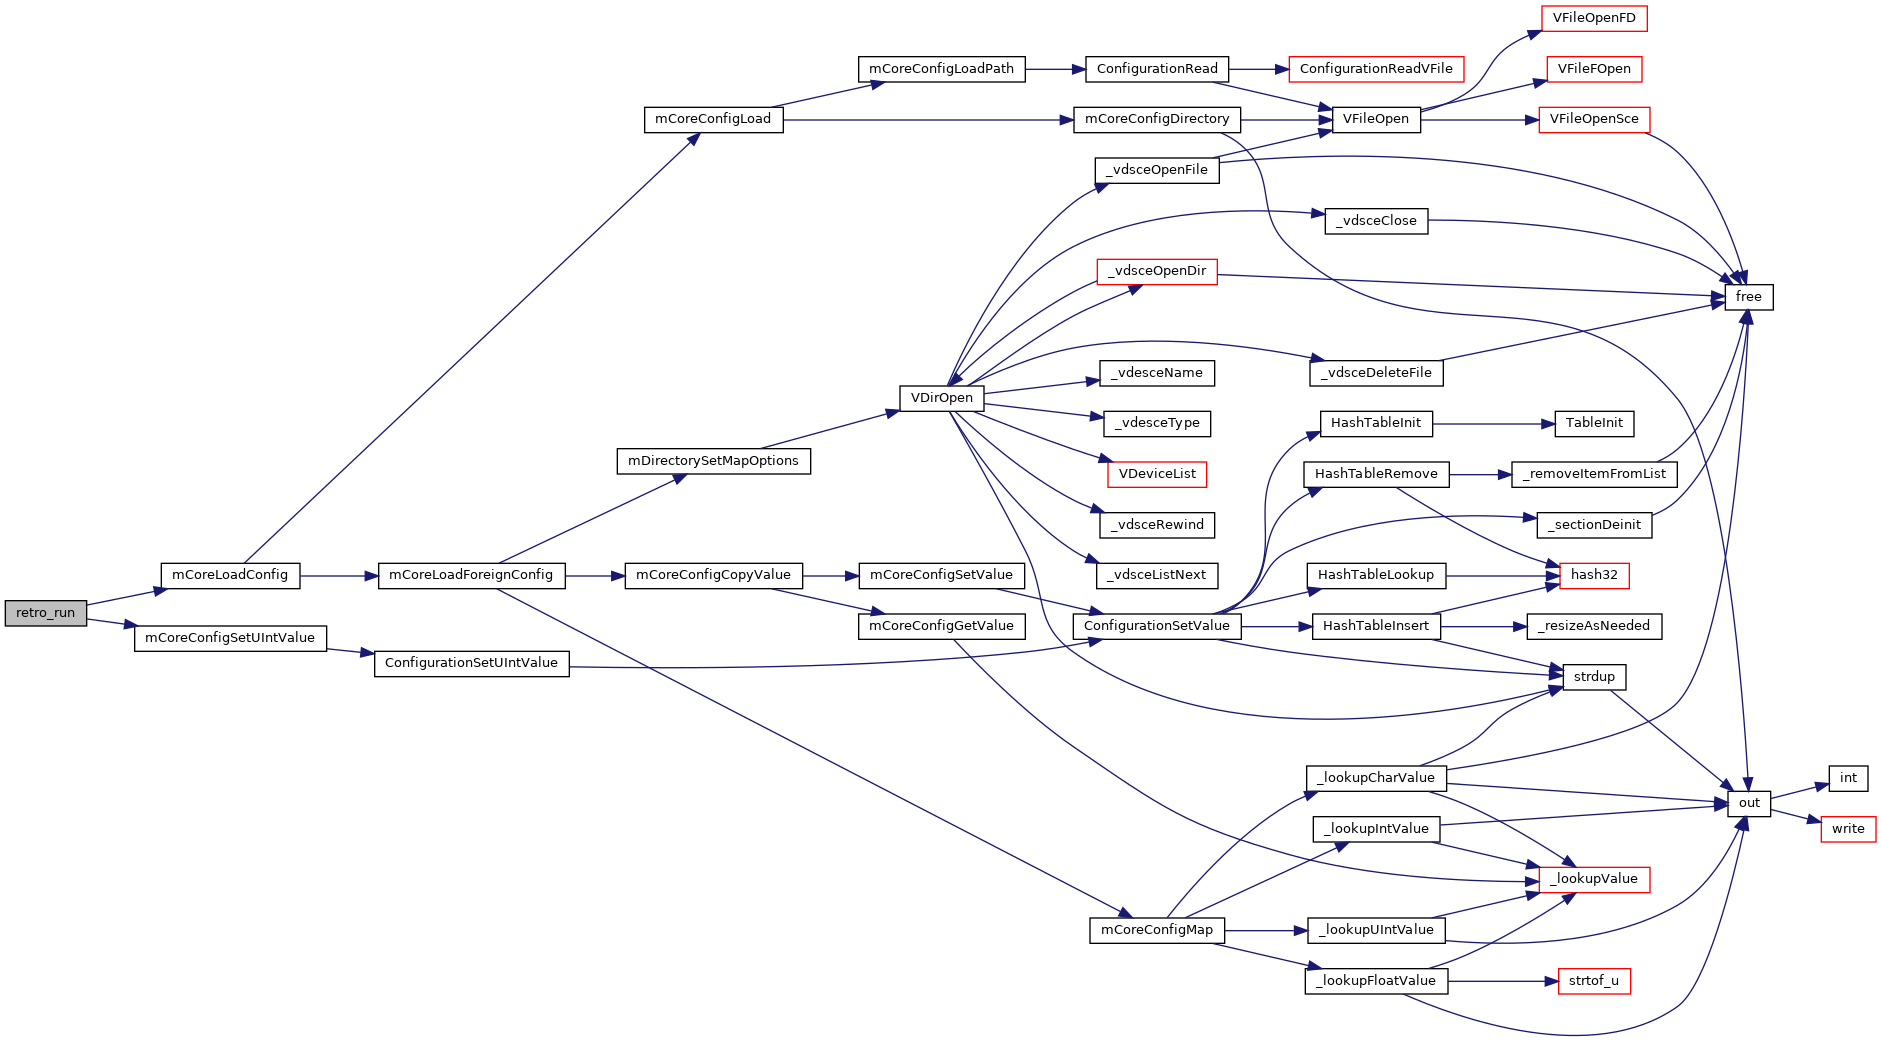 VFileOpenFD
mCoreConfigLoadPath
ConfigurationRead
ConfigurationReadVFile
VFileFOpen
mCoreConfigLoad
mCoreConfigDirectory
VFileOpen
VFileOpenSce
_vdsceOpenFile
_vdsceClose
_vdsceOpenDir
free
_vdesceName
_vdsceDeleteFile
VDirOpen
_vdesceType
HashTableInit
TableInit
mDirectorySetMapOptions
VDeviceList
HashTableRemove
_removeItemFromList
_vdsceRewind
_sectionDeinit
mCoreLoadConfig
mCoreLoadForeignConfig
mCoreConfigCopyValue
mCoreConfigSetValue
_vdsceListNext
HashTableLookup
hash32
retro_run
mCoreConfigSetUIntValue
mCoreConfigGetValue
ConfigurationSetValue
HashTableInsert
_resizeAsNeeded
ConfigurationSetUIntValue
strdup
_lookupCharValue
int
out
_lookupIntValue
write
_lookupValue
mCoreConfigMap
_lookupUIntValue
_lookupFloatValue
strtof_u